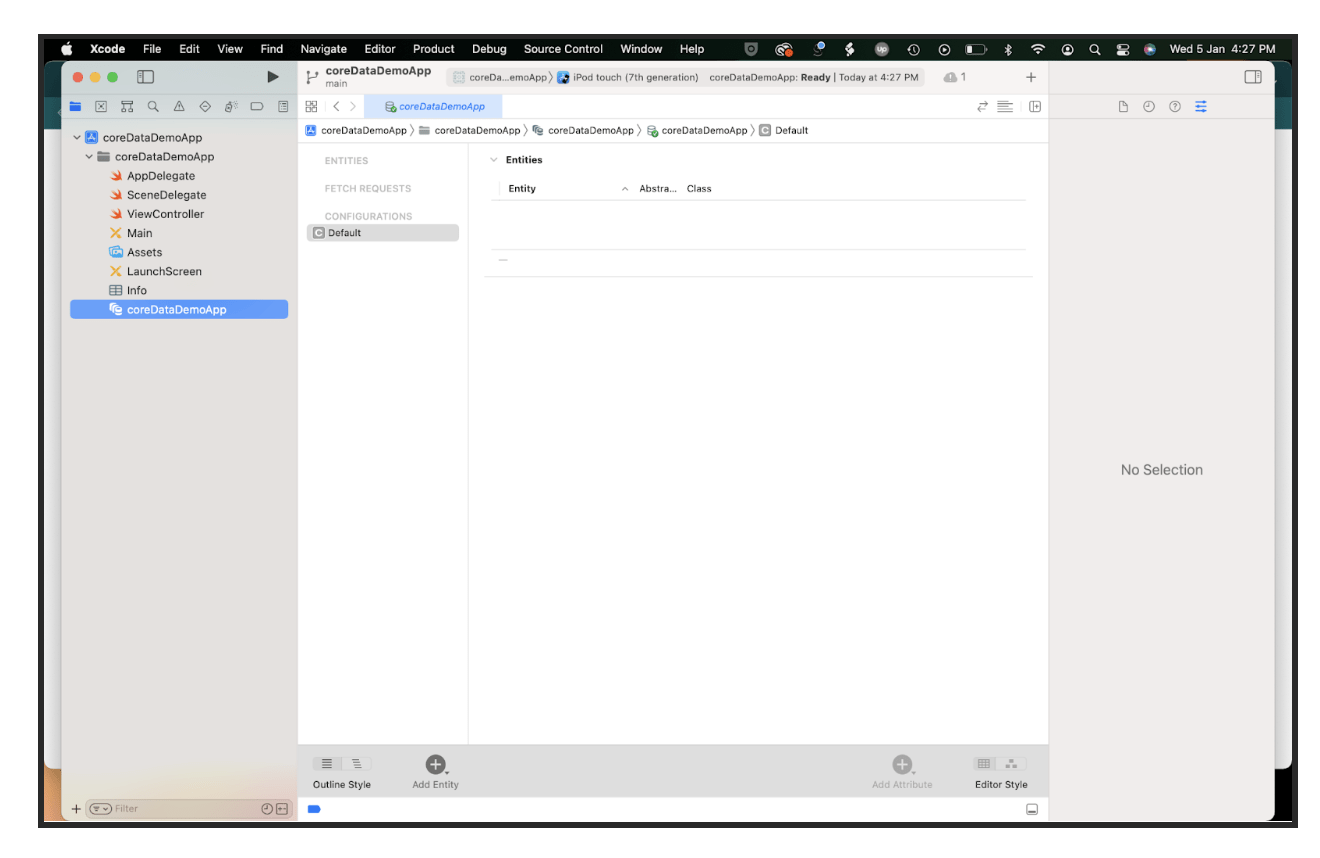 Xcode File Edit View Find Navigate Editor Product Debug Source Control Window Help Up Wed 5 Jan 4:27 PM
coreDataDemoApp
main
coreDa...emoApp 〉 iPod touch (7th generation) coreDataDemoApp: Ready | Today at 4:27 PM 1 +
coreDataDemoApp
coreDataDemoApp 〉 coreDataDemoApp 〉 coreDataDemoApp 〉 coreDataDemoApp 〉 C Default
coreDataDemoApp
coreDataDemoApp
AppDelegate
SceneDelegate
ViewController
Main
Assets
LaunchScreen
Info
coreDataDemoApp
ENTITIES
FETCH REQUESTS
CONFIGURATIONS
C Default
Entities
Entity Abstra... Class
No Selection
Outline Style Add Entity Add Attribute Editor Style
+ Filter